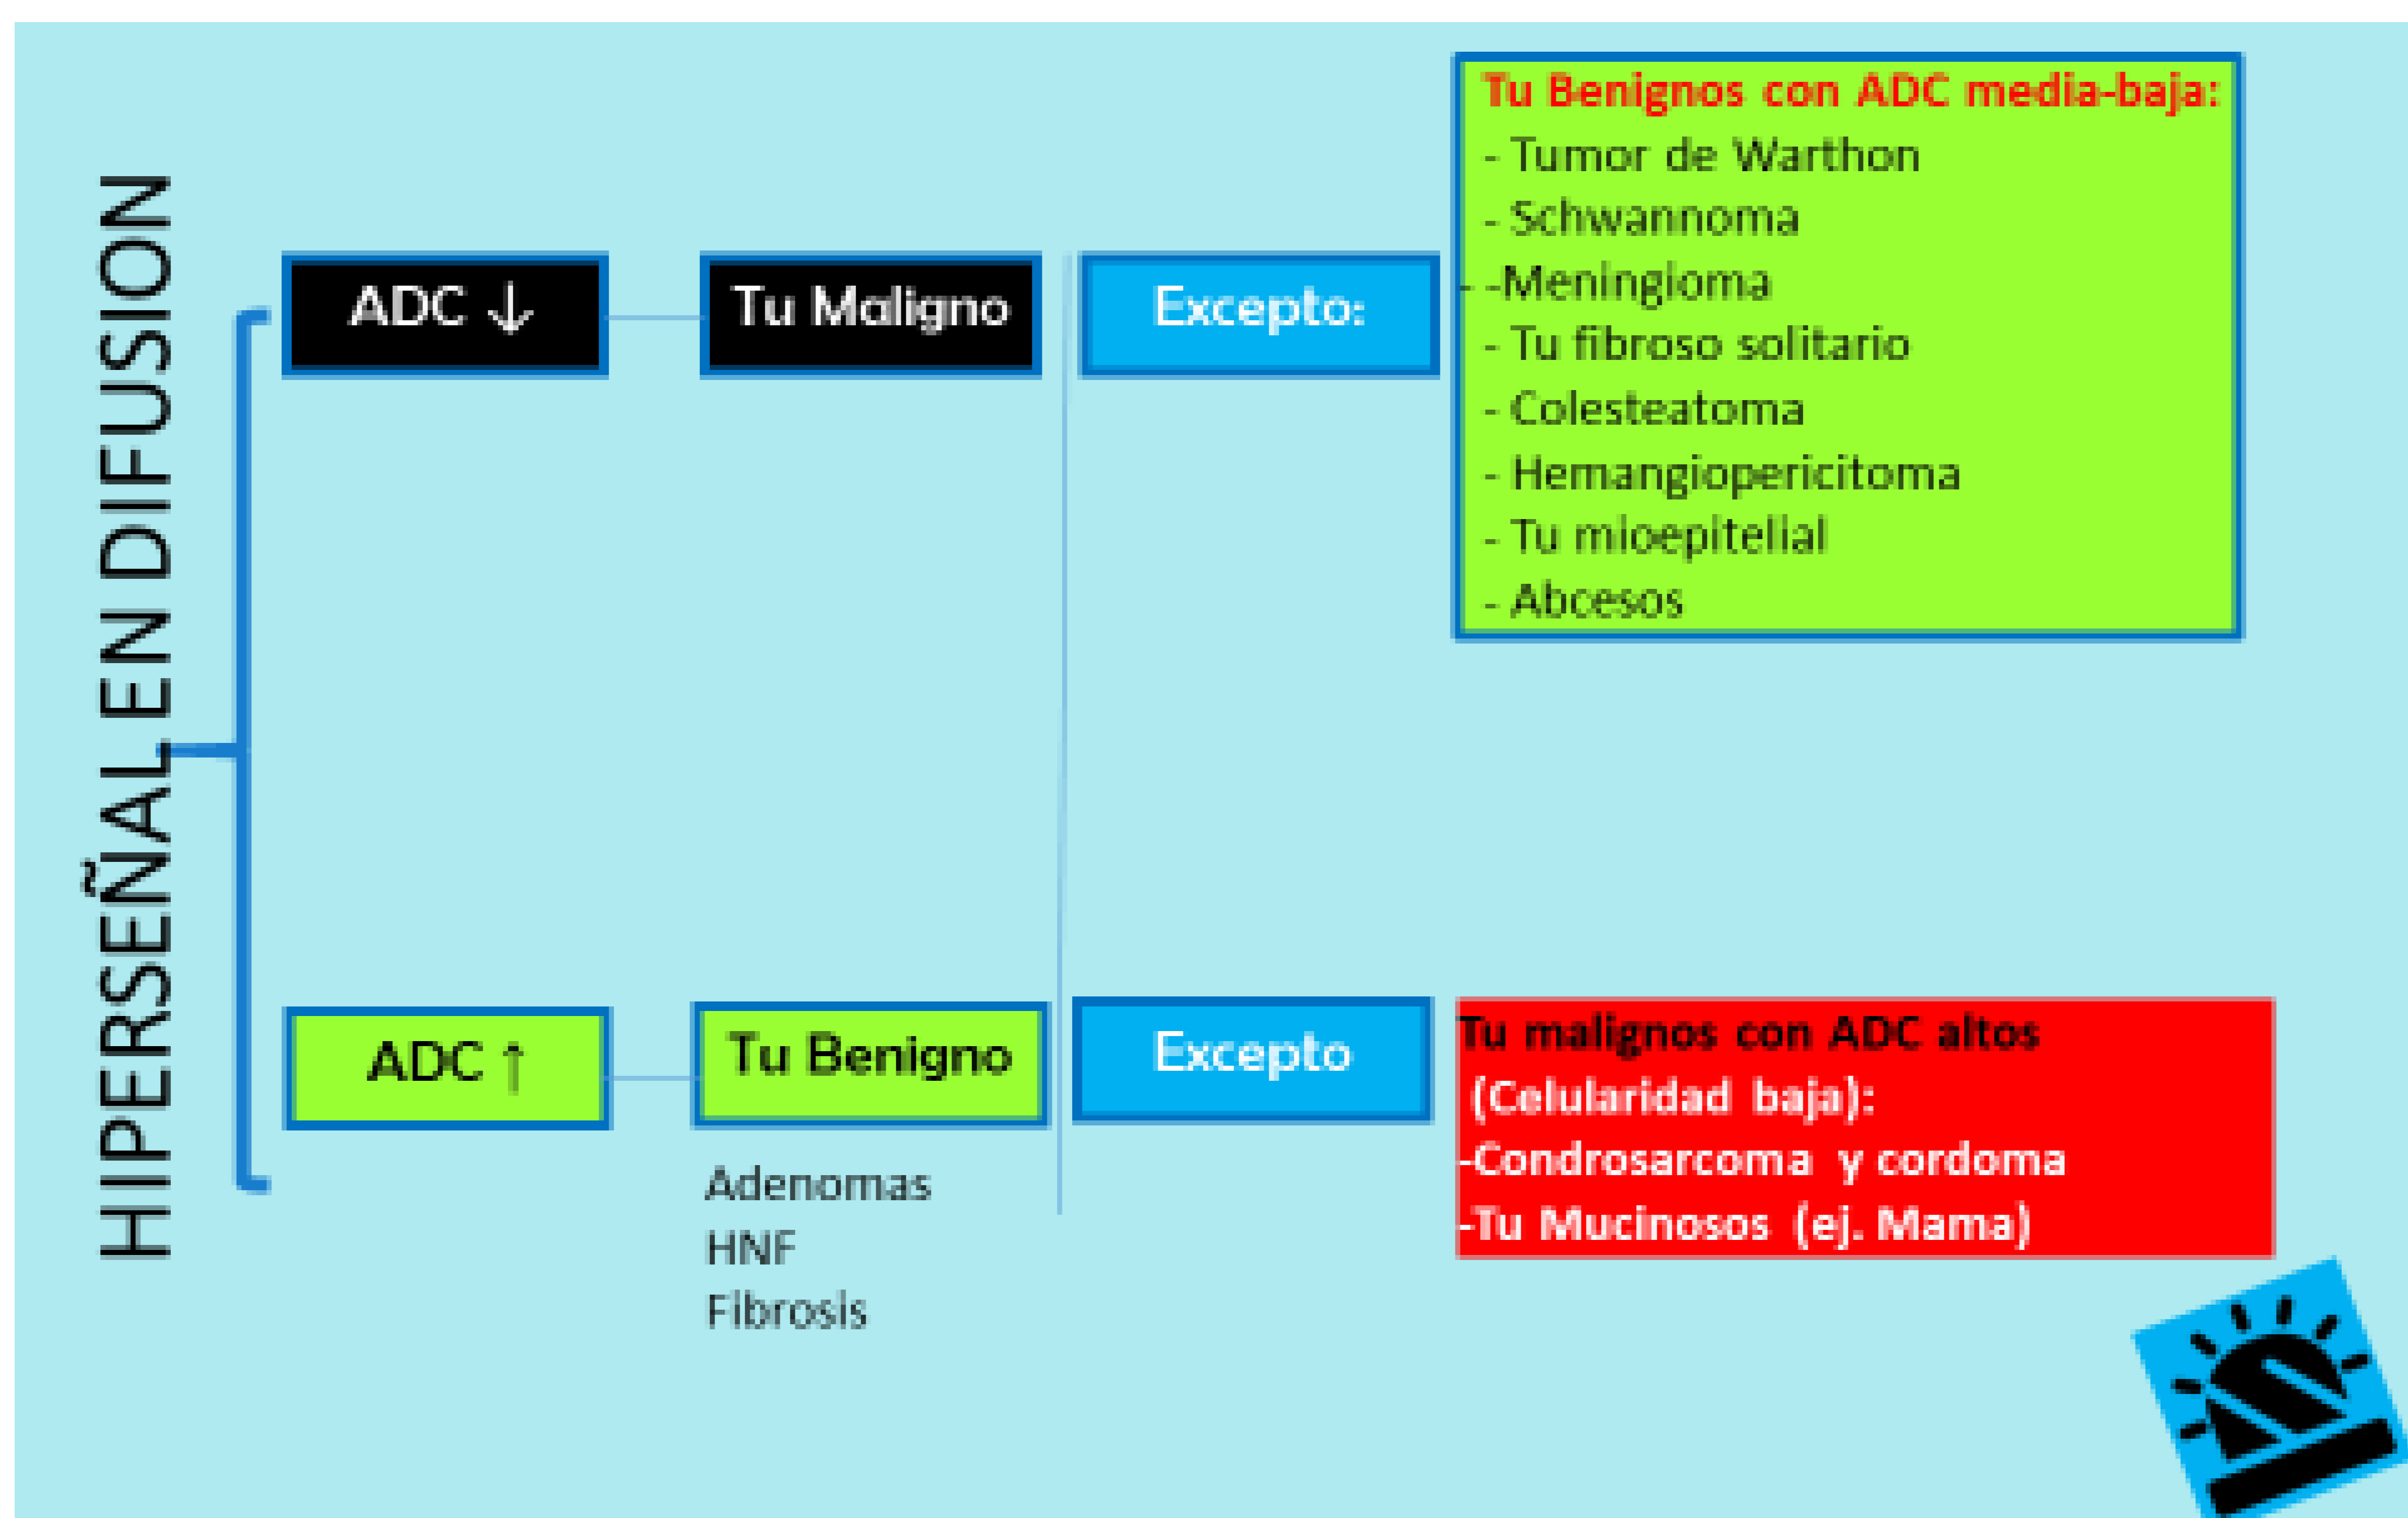 HIPERSEÑAL EN DIFUSION
ADC ↓
Tu Maligno
Excepto:
Tu Benignos con ADC media-baja:
- Tumor de Warthon
- Schwannoma
- -Meningioma
- Tu fibroso solitario
- Colesteatoma
- Hemangiopericitoma
- Tu mioepitelial
- Abcesos
ADC ↑
Tu Benigno
Adenomas
HNF
Fibrosis
Excepto
Tu malignos con ADC altos
(Celularidad baja):
-Condrosarcoma y cordoma
-Tu Mucinosos (ej. Mama)